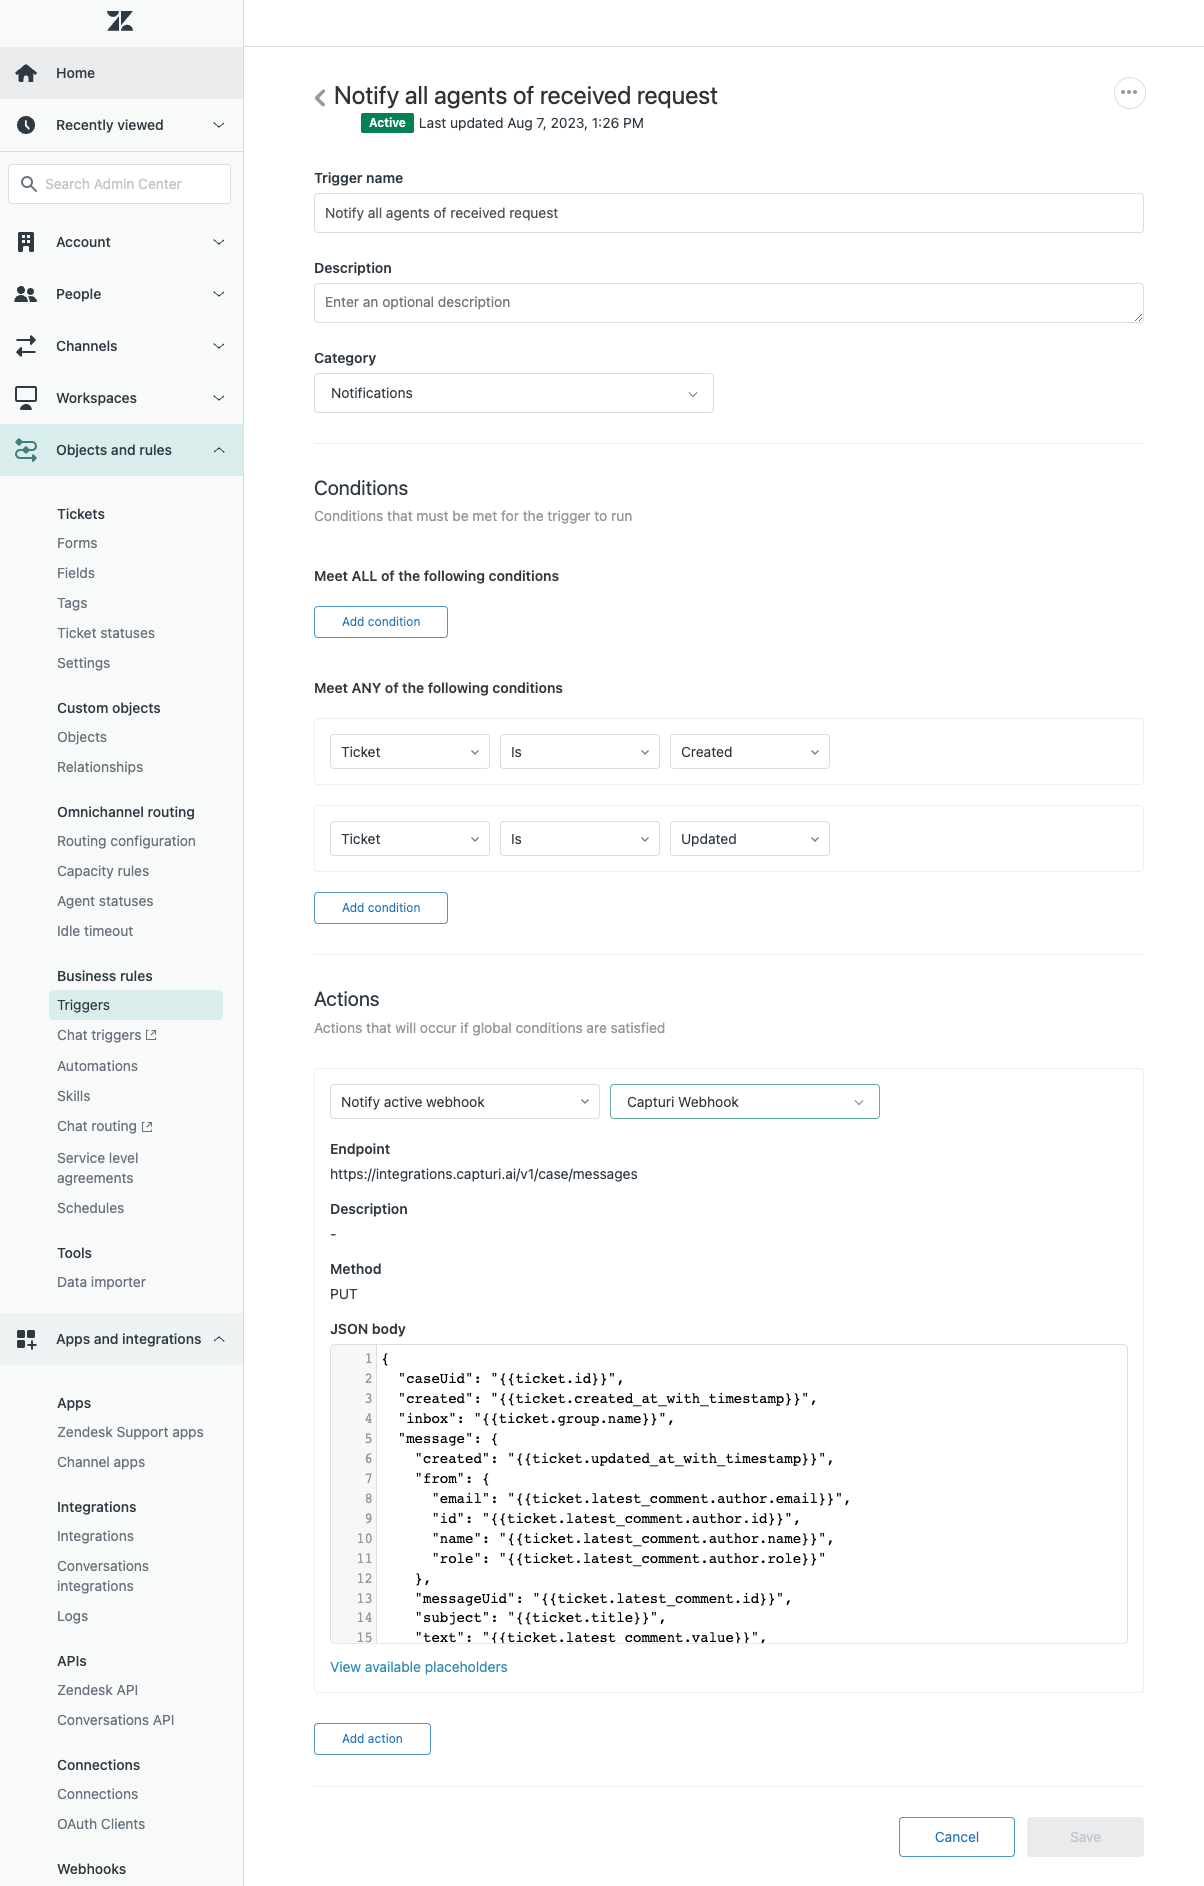 Home
Recently viewed
Search Admin Center
Account
People
Channels
Workspaces
Objects and rules
Tickets
Forms
Fields
Tags
Ticket statuses
Settings
Custom objects
Objects
Relationships
Omnichannel routing
Routing configuration
Capacity rules
Agent statuses
Idle timeout
Business rules
Triggers
Chat triggers
Automations
Skills
Chat routing
Service level
agreements
Schedules
Tools
Data importer
Apps and integrations
Apps
Zendesk Support apps
Channel apps
Integrations
Integrations
Conversations
integrations
Logs
APIs
Zendesk API
Conversations API
Connections
Connections
OAuth Clients
Webhooks
Notify all agents of received request
Active Last updated Aug 7, 2023, 1:26 PM
Trigger name
Notify all agents of received request
Description
Enter an optional description
Category
Notifications
Conditions
Conditions that must be met for the trigger to run
Meet ALL of the following conditions
Add condition
Meet ANY of the following conditions
Ticket Is Created
Ticket Is Updated
Add condition
Actions
Actions that will occur if global conditions are satisfied
Notify active webhook Capturi Webhook
Endpoint
https://integrations.capturi.ai/v1/case/messages
Description
-
Method
PUT
JSON body
1 {
2 "caseUid": "{{ticket.id}}",
3 "created": "{{ticket.created_at_with_timestamp}}",
4 "inbox": "{{ticket.group.name}}",
5 "message": {
6 "created": "{{ticket.updated_at_with_timestamp}}",
7 "from": {
8 "email": "{{ticket.latest_comment.author.email}}",
9 "id": "{{ticket.latest_comment.author.id}}",
10 "name": "{{ticket.latest_comment.author.name}}",
11 "role": "{{ticket.latest_comment.author.role}}"
12 },
13 "messageUid": "{{ticket.latest_comment.id}}",
14 "subject": "{{ticket.title}}",
15 "text": "{{ticket.latest_comment.value}}",
View available placeholders
Add action
Cancel Save